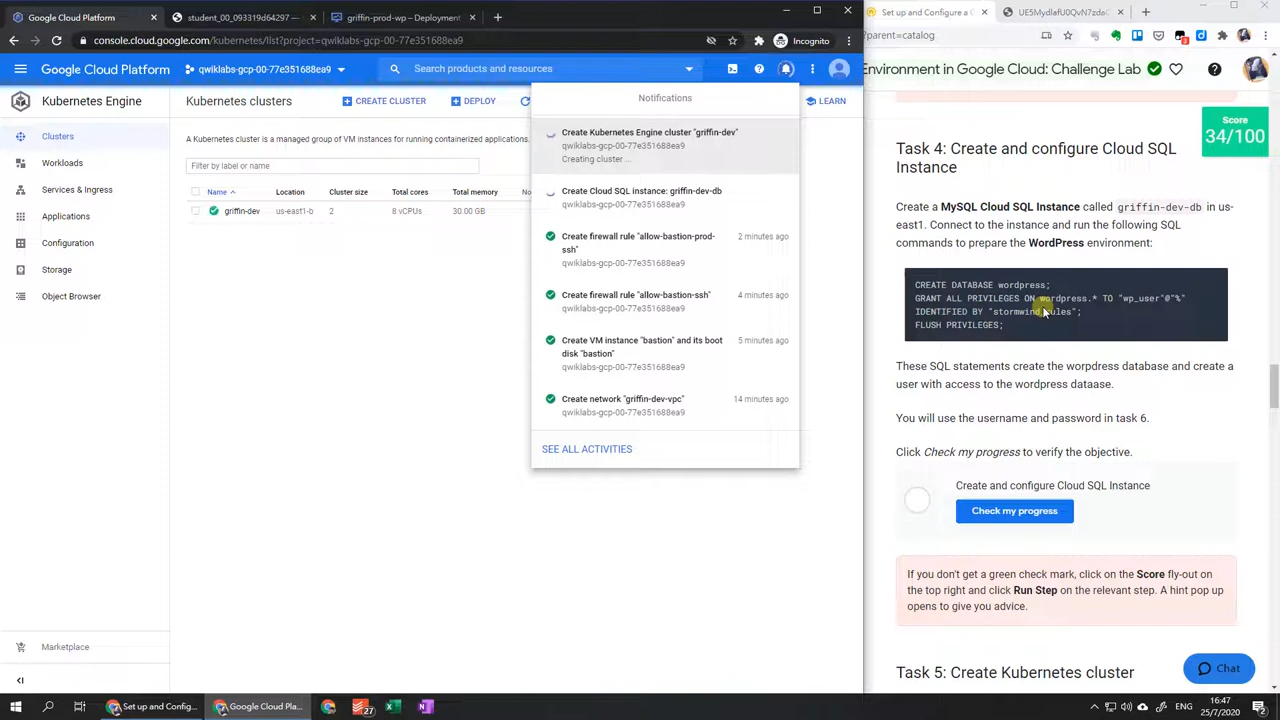 Google Cloud Platform
student_00_093d19d64297 –
griffin-prod-wp – Deployment
console.cloud.google.com/kubernetes/list?project=qwiklabs-gcp-00-77e351688ea9
Incognito
Google Cloud Platform
qwiklabs-gcp-00-77e351688ea9
Search products and resources
Kubernetes Engine
Kubernetes clusters
CREATE CLUSTER
DEPLOY
LEARN
Clusters
Workloads
Services & Ingress
Applications
Configuration
Storage
Object Browser
Marketplace
A Kubernetes cluster is a managed group of VM instances for running containerized applications.
Filter by label or name
Name
Location
Cluster size
Total cores
Total memory
No
griffin-dev
us-east1-b
2
8 vCPUs
30.00 GB
Notifications
Create Kubernetes Engine cluster "griffin-dev"
qwiklabs-gcp-00-77e351688ea9
Creating cluster ...
Create Cloud SQL instance: griffin-dev-db
qwiklabs-gcp-00-77e351688ea9
Create firewall rule "allow-bastion-prod-
ssh"
2 minutes ago
qwiklabs-gcp-00-77e351688ea9
Create firewall rule "allow-bastion-ssh"
4 minutes ago
qwiklabs-gcp-00-77e351688ea9
Create VM instance "bastion" and its boot
disk "bastion"
5 minutes ago
qwiklabs-gcp-00-77e351688ea9
Create network "griffin-dev-vpc"
14 minutes ago
qwiklabs-gcp-00-77e351688ea9
SEE ALL ACTIVITIES
Set up and Configure a C
?parent=catalog
Environment in Google Cloud: Challenge Lab
Score
34/100
Task 4: Create and configure Cloud SQL
Instance
Create a MySQL Cloud SQL Instance called griffin-dev-db in us-
east1. Connect to the instance and run the following SQL
commands to prepare the WordPress environment:
CREATE DATABASE wordpress;
GRANT ALL PRIVILEGES ON wordpress.* TO "wp_user"@"%"
IDENTIFIED BY "stormwind_rules";
FLUSH PRIVILEGES;
These SQL statements create the worpdress database and create a
user with access to the wordpress dataase.
You will use the username and password in task 6.
Click Check my progress to verify the objective.
Create and configure Cloud SQL Instance
Check my progress
If you don't get a green check mark, click on the Score fly-out on
the top right and click Run Step on the relevant step. A hint pop up
opens to give you advice.
Task 5: Create Kubernetes cluster
Chat
Set up and Config...
Google Cloud Pla...
27
ENG
16:47
25/7/2020
2